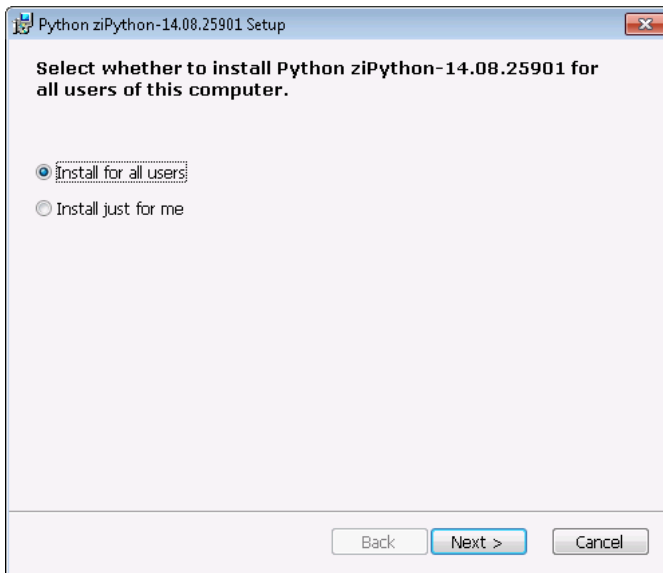 Python ziPython-14.08.25901 Setup
Select whether to install Python ziPython-14.08.25901 for
all users of this computer.
Install for all users
Install just for me
Back
Next >
Cancel